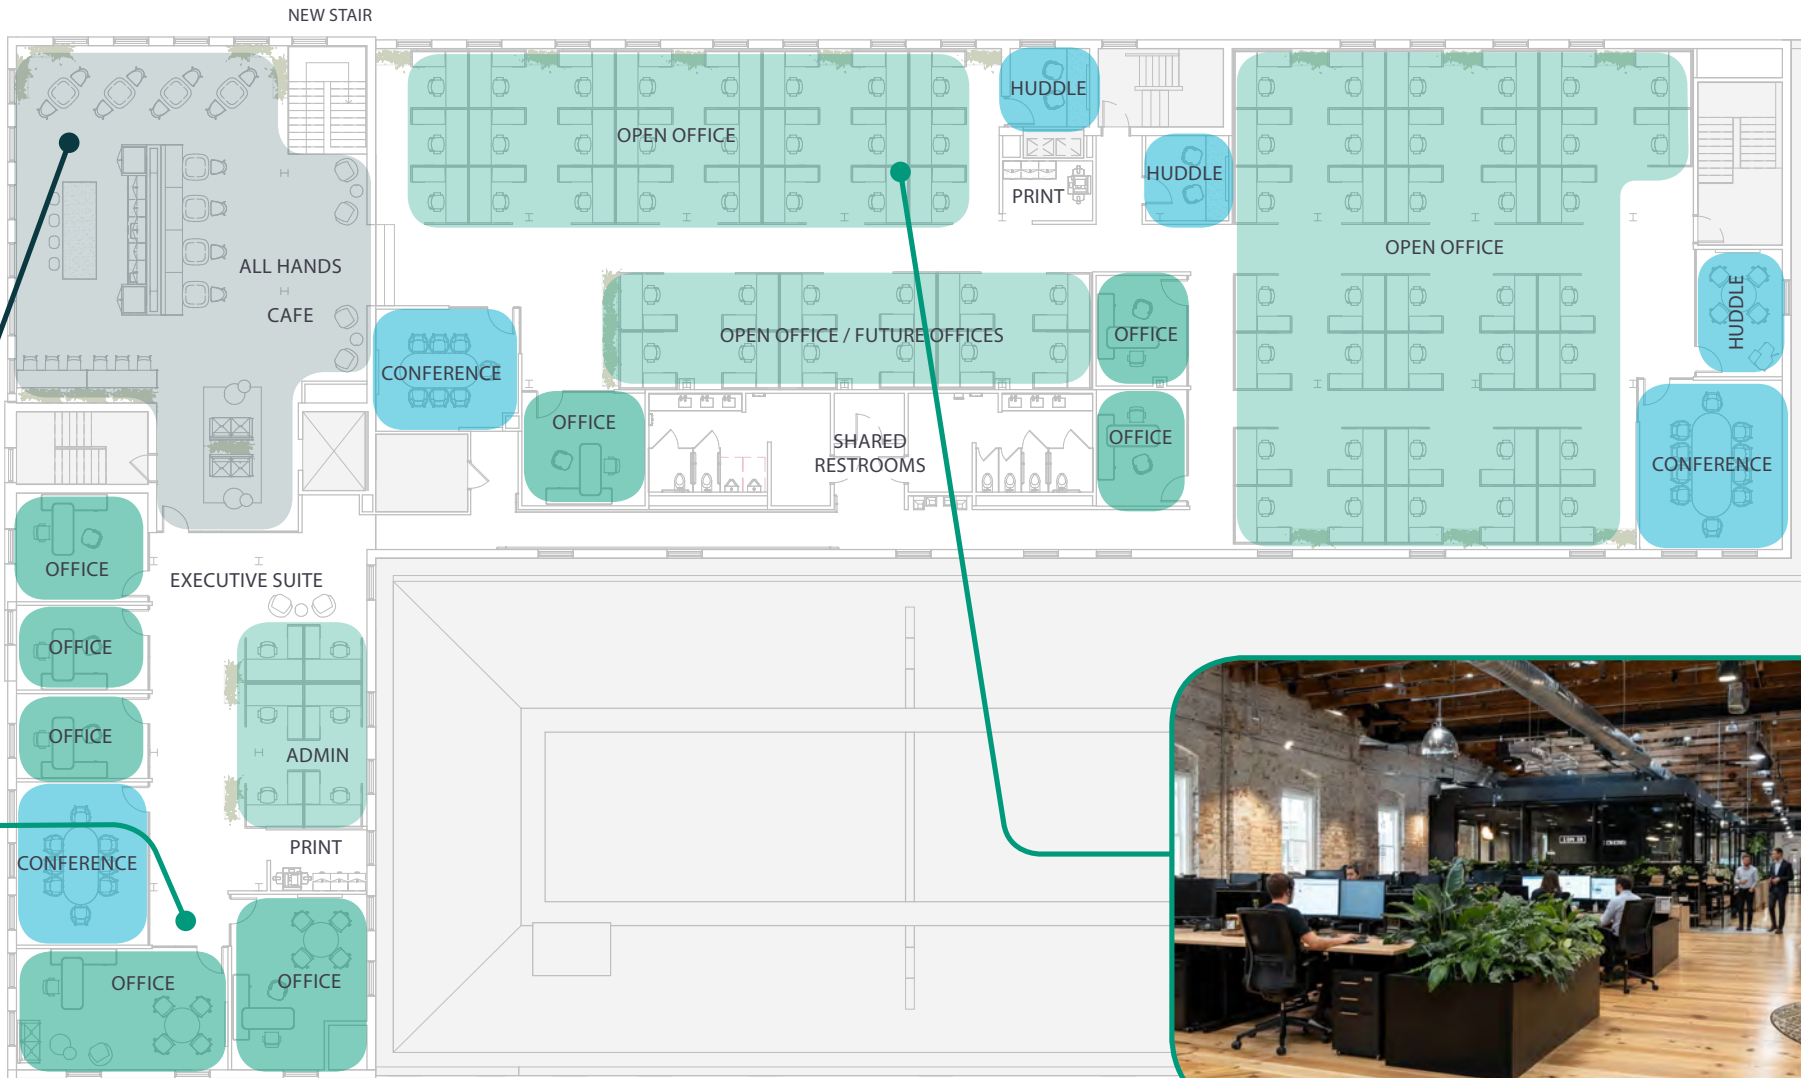 NEW STAIR
OPEN OFFICE
HUDDLE
HUDDLE
PRINT
OPEN OFFICE
ALL HANDS
CAFE
CONFERENCE
OPEN OFFICE / FUTURE OFFICES
OFFICE
HUDDLE
OFFICE
SHARED
RESTROOMS
OFFICE
CONFERENCE
OFFICE
EXECUTIVE SUITE
OFFICE
OFFICE
ADMIN
PRINT
CONFERENCE
OFFICE
OFFICE